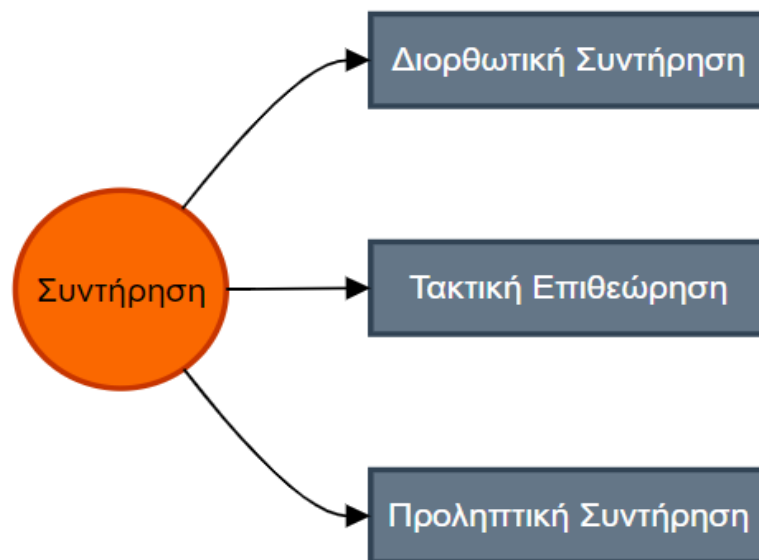 Διορθωτική Συντήρηση
Συντήρηση
Τακτική Επιθεώρηση
Προληπτική Συντήρηση